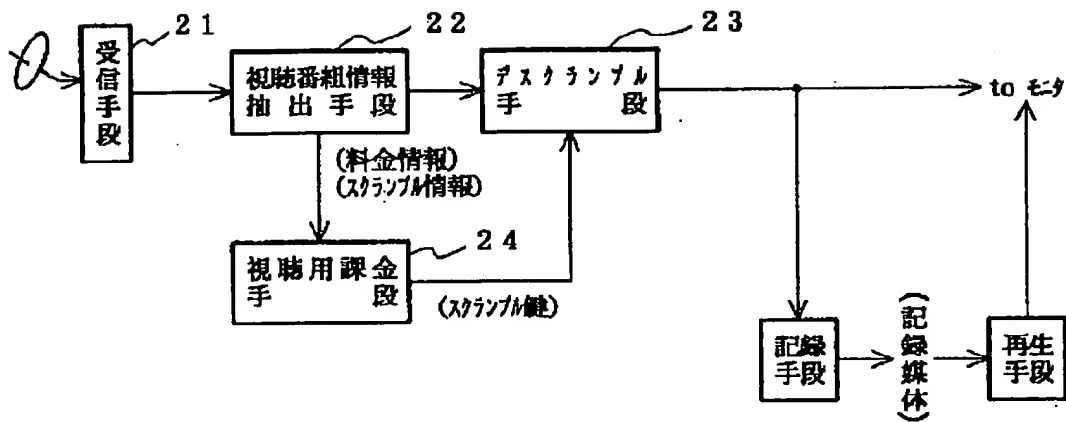 21
受信手段
22
視聴番組情報
抽出手段
23
デスクランブル
手段
to モニタ
(料金情報)
(スクランブル情報)
24
視聴用課金
手段
(スクランブル鍵)
記録
手段
(記録媒体)
再生
手段